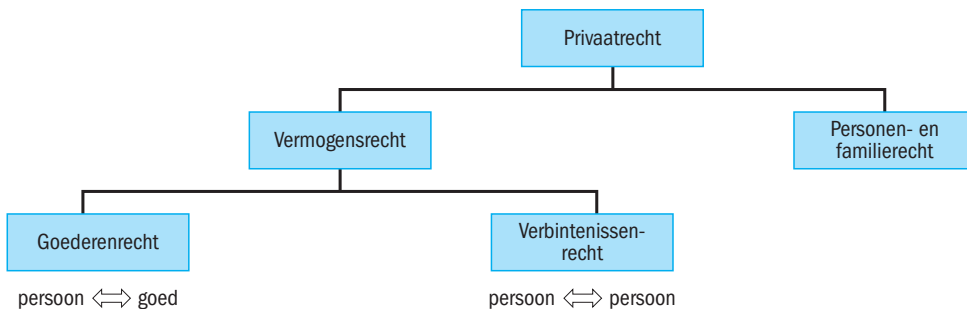 Privaatrecht
Vermogensrecht
Personen- en
familierecht
Goederenrecht
Verbintenissen-
recht
persoon ⇔ goed
persoon ⇔ persoon